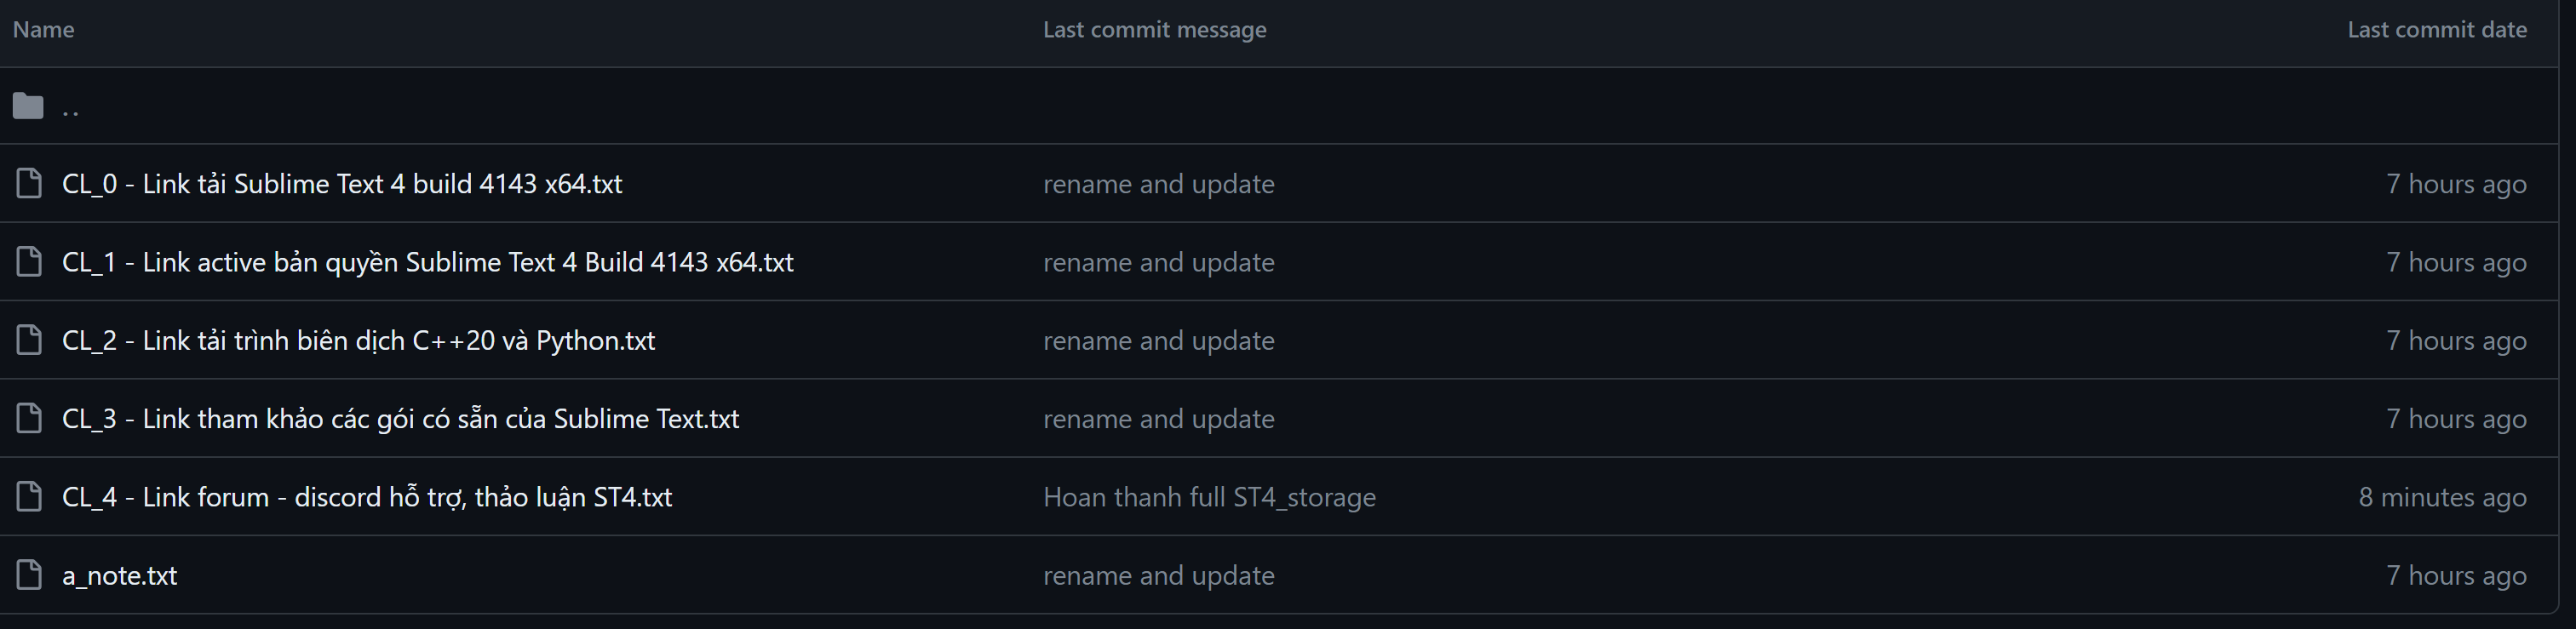 Name Last commit message Last commit date
..
CL_0 - Link tải Sublime Text 4 build 4143 x64.txt rename and update 7 hours ago
CL_1 - Link active bản quyền Sublime Text 4 Build 4143 x64.txt rename and update 7 hours ago
CL_2 - Link tải trình biên dịch C++20 và Python.txt rename and update 7 hours ago
CL_3 - Link tham khảo các gói có sẵn của Sublime Text.txt rename and update 7 hours ago
CL_4 - Link forum - discord hỗ trợ, thảo luận ST4.txt Hoan thanh full ST4_storage 8 minutes ago
a_note.txt rename and update 7 hours ago